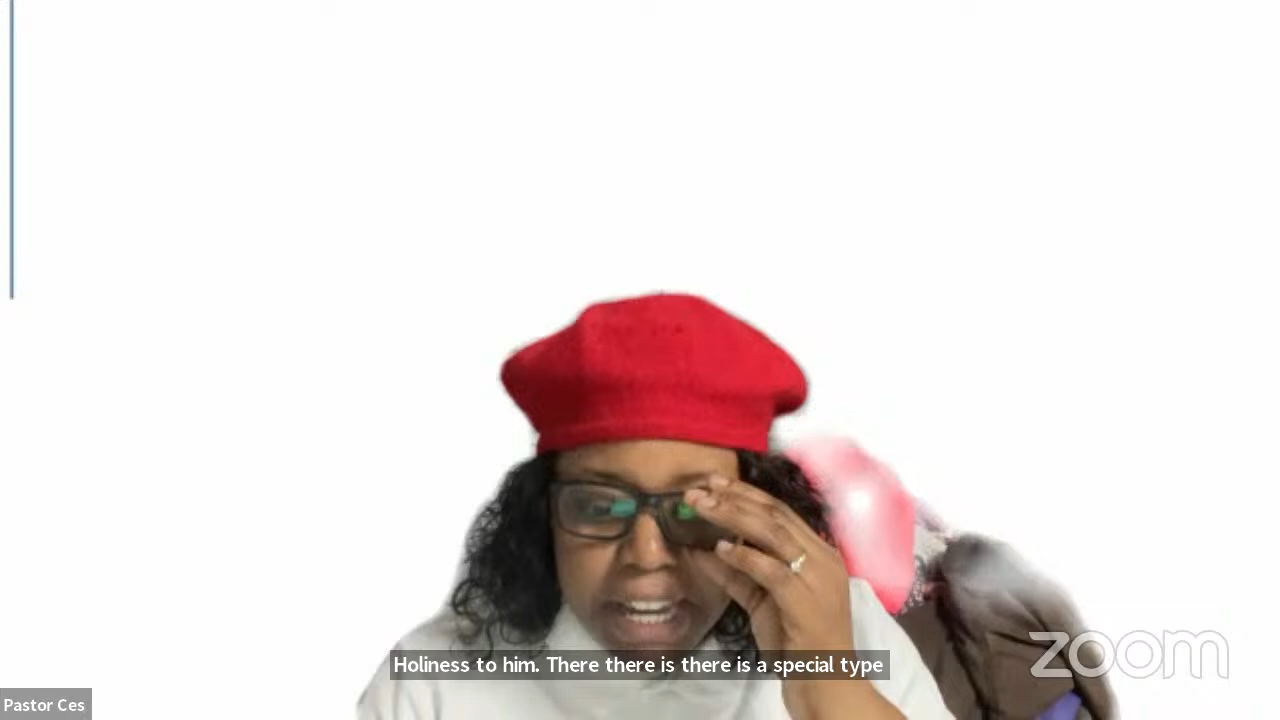 Holiness to him. There there is there is a special type
zoom
Pastor Ces